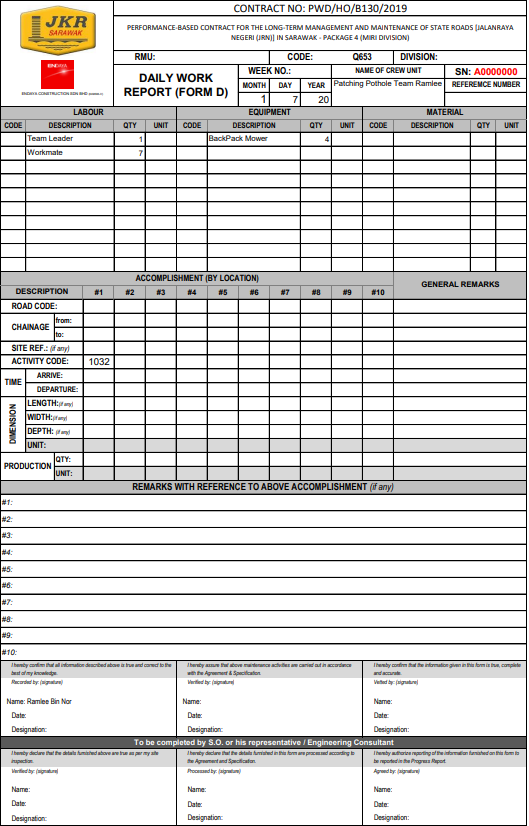 CONTRACT NO: PWD/HO/B130/2019
JKR
SARAWAK
PERFORMANCE-BASED CONTRACT FOR THE LONG-TERM MANAGEMENT AND MAINTENANCE OF STATE ROADS [JALANRAYA
NEGERI (JRN)] IN SARAWAK - PACKAGE 4 (MIRI DIVISION)
RMU: CODE: Q653 DIVISION:
ENDAYA
ENDAYA CONSTRUCTION SDN BHD
DAILY WORK
REPORT (FORM D)
WEEK NO.: NAME OF CREW UNIT SN: A0000000
MONTH DAY YEAR Patching Pothole Team Ramlee REFEREMCE NUMBER
1 7 20
LABOUR EQUIPMENT MATERIAL
CODE DESCRIPTION QTY UNIT CODE DESCRIPTION QTY UNIT CODE DESCRIPTION QTY UNIT
Team Leader 1 BackPack Mower 4
Workmate 7
ACCOMPLISHMENT (BY LOCATION) GENERAL REMARKS
DESCRIPTION #1 #2 #3 #4 #5 #6 #7 #8 #9 #10
ROAD CODE:
CHAINAGE from:
to:
SITE REF.: (if any)
ACTIVITY CODE: 1032
TIME ARRIVE:
DEPARTURE:
DIMENSION LENGTH: (if any)
WIDTH: (if any)
DEPTH: (if any)
UNIT:
PRODUCTION QTY:
UNIT:
REMARKS WITH REFERENCE TO ABOVE ACCOMPLISHMENT (if any)
#1:
#2:
#3:
#4:
#5:
#6:
#7:
#8:
#9:
#10:
I hereby confirm that all information described above is true and correct to the
best of my knowledge.
Recorded by: (signature)
Name: Ramlee Bin Nor
Date:
Designation:
I hereby assure that above maintenance activities are carried out in accordance
with the Agreement & Specification.
Verified by: (signature)
Name:
Date:
Designation:
I hereby confirm that the information given in this form is true, complete
and accurate.
Vetted by: (signature)
Name:
Date:
Designation:
To be completed by S.O. or his representative / Engineering Consultant
I hereby declare that the details furnished above are true as per my site
inspection.
Verified by: (signature)
Name:
Date:
Designation:
I hereby declare that the details furnished in this form are processed according to
the Agreement and Specification.
Processed by: (signature)
Name:
Date:
Designation:
I hereby authorize reporting of the information furnished on this form to
be reported in the Progress Report.
Agreed by: (signature)
Name:
Date:
Designation: